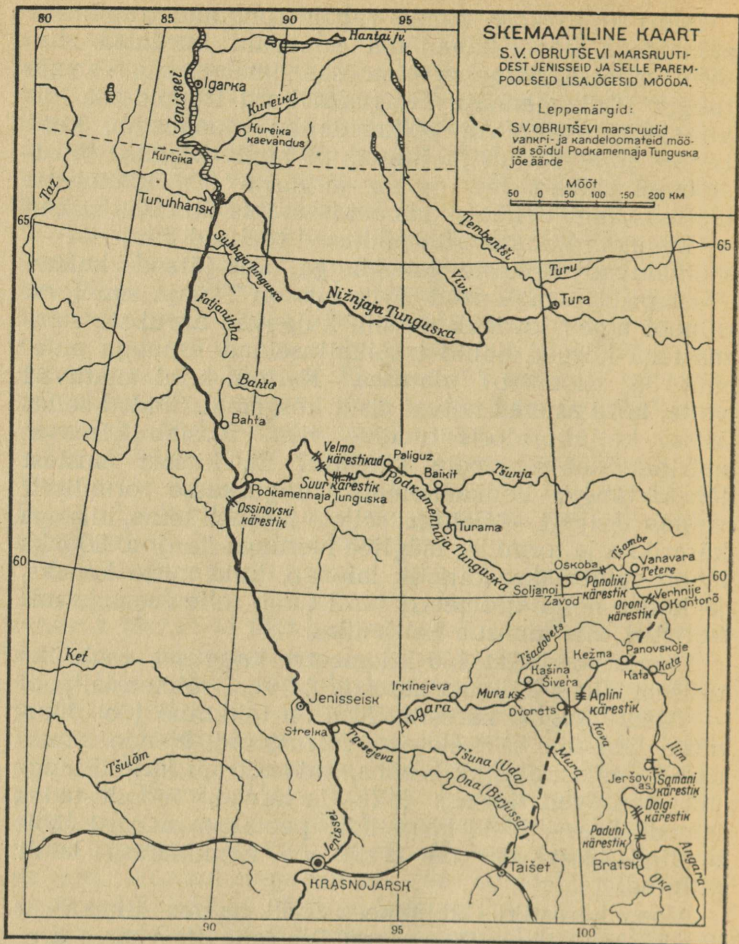 80
85
90
95
SKEMAATILINE KAART
S.V. OBRUTŠEVI MARSRUUTI-
DEST JENISSEID JA SELLE PAREM-
POOLSEID LISAJÕGESID MÖÖDA.
Leppemärgid:
S.V. OBRUTŠEVI marsruudid
vankri- ja kandeloomateid möö-
da sõidul Podkamennaja Tunguska
jõe äärde
Mõõt
50 0 50 100 150 200 KM
Hantai jv.
Jenissei
Igarka
Kureika
Kureika
kaevandus
Kureika
Taz
Turuhhansk
65
65
Suhhaja Tunguska
Tembentši
Turu
Vivi
Tura
Nižnjaja Tunguska
Fatjanihha
Bahta
Bahta
Velmo
kärestikud
Paliguz
Suur kärestik
Baikit
Tšunja
Podkamennaja Tunguska
Podkamennaja Tunguska
Ossinovski
kärestik
Turama
60
60
Oskoba
Tšambe
Vanavara
Tetere
Soljanoi
Zavod
Panoliki
kärestik
Oroni
kärestik
Verhnije
Kontorõ
Tšadobets
Kežma
Panovskoje
Ket
Kašina
Šivera
Kata
Kata
Irkinejeva
Mura k.
Aplini
kärestik
Jenisseisk
Angara
Dvorets
Strelka
Tassejeva
Mura
Kova
Ilim
Tšulõm
Tšuna (Uda)
Ona (Birjussa)
Jeršovi
as.
Šamani
kärestik
Dolgi
kärestik
Paduni
kärestik
Jenissei
Taišet
Bratsk
Angara
Oka
KRASNOJARSK
90
95
100